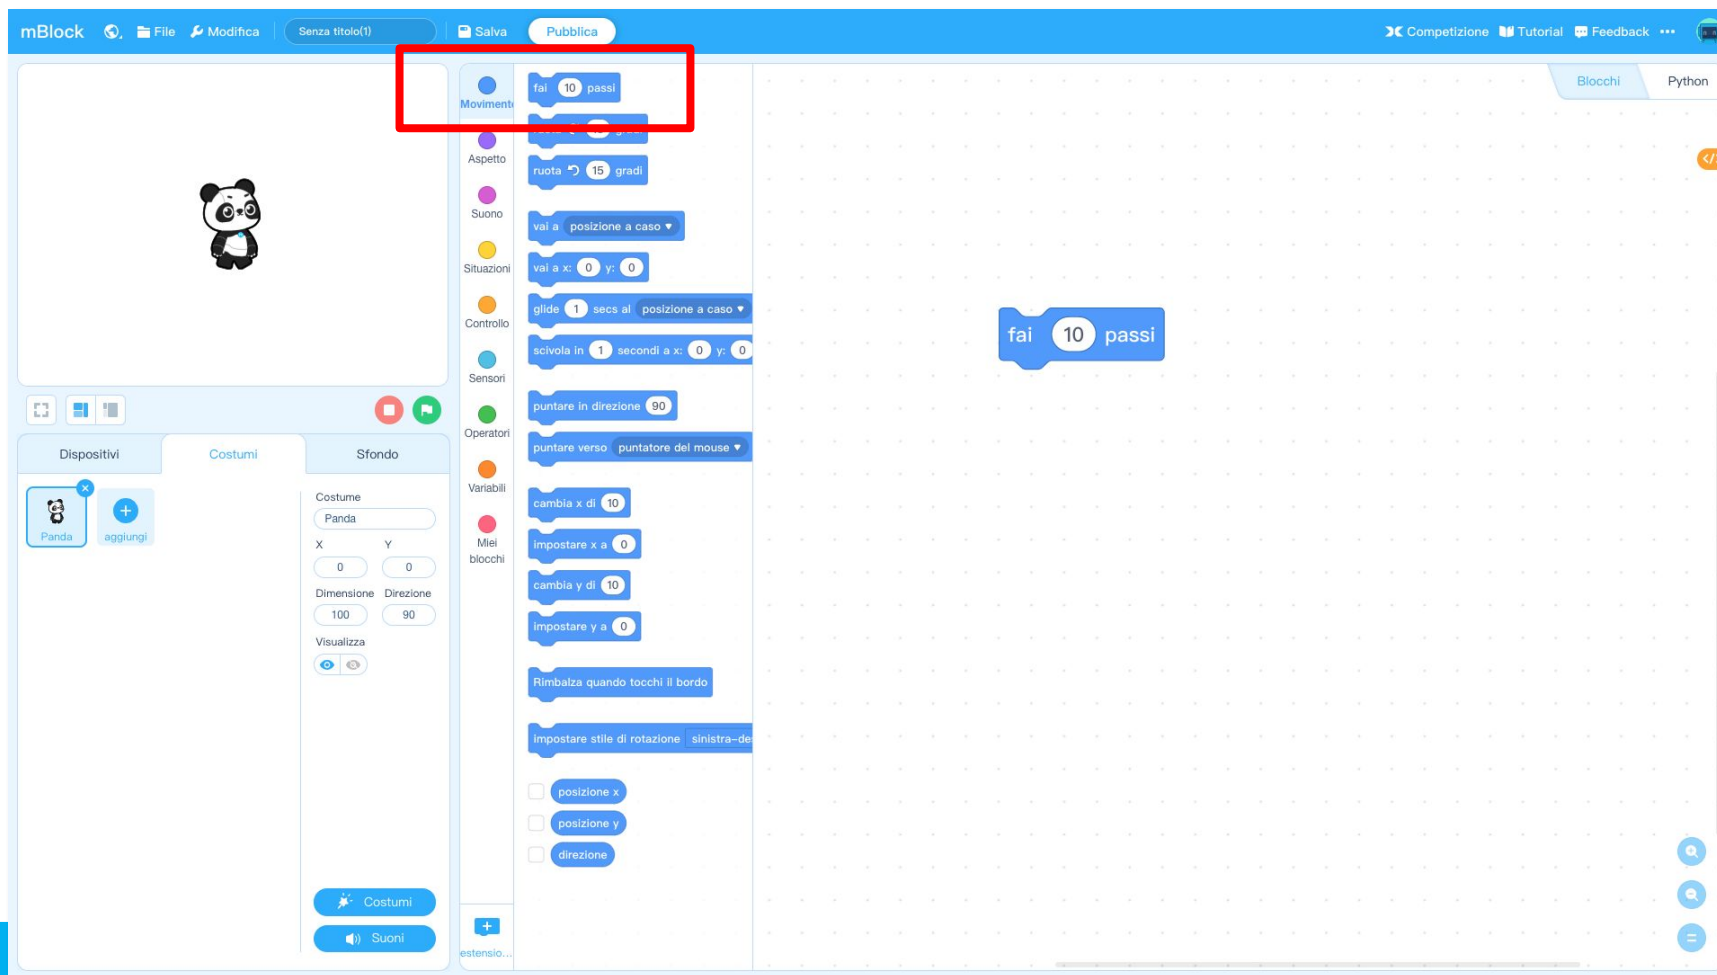 mBlock File Modifica Senza titolo(1) Salva Pubblica Competizione Tutorial Feedback
Blocchi Python
Movimento
Aspetto
Suono
Situazioni
Controllo
Sensori
Operatori
Variabili
Miei
blocchi
estensio...
fai 10 passi
gradi
ruota 15 gradi
vai a posizione a caso
vai a x: 0 y: 0
glide 1 secs al posizione a caso
scivola in 1 secondi a x: 0 y: 0
puntare in direzione 90
puntare verso puntatore del mouse
cambia x di 10
impostare x a 0
cambia y di 10
impostare y a 0
Rimbalza quando tocchi il bordo
impostare stile di rotazione sinistra-de
posizione x
posizione y
direzione
fai 10 passi
Dispositivi Costumi Sfondo
Panda aggiungi
Costume
Panda
X Y
0 0
Dimensione Direzione
100 90
Visualizza
Costumi
Suoni